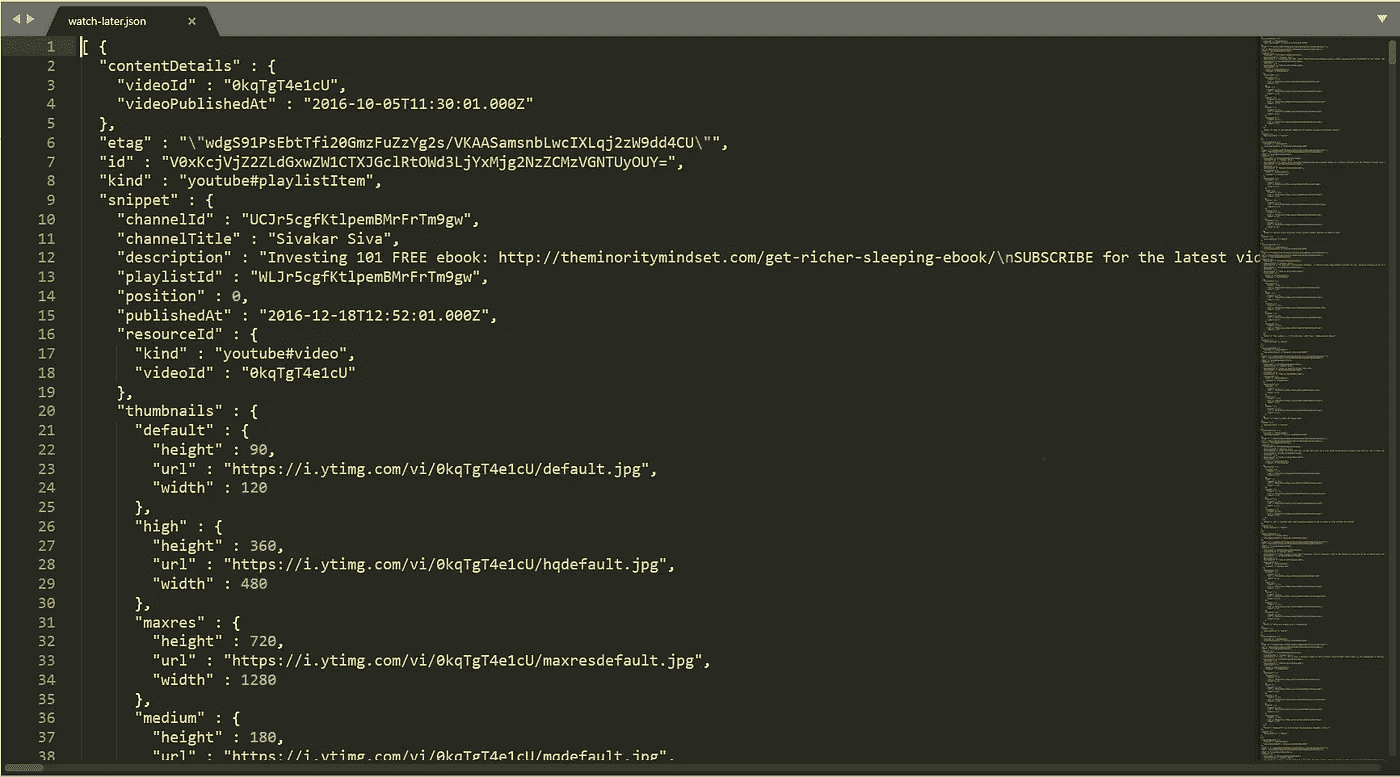 watch-later.json ×
1 [ {
2 "contentDetails" : {
3 "videoId" : "0kqTgT4e1cU",
4 "videoPublishedAt" : "2016-10-05T11:30:01.000Z"
5 },
6 "etag" : "\"wdgS91PsEbtTfi20GmzFuZzYg2s/VKAASamsnbLwcIXLqj2zW9dd4CU\"",
7 "id" : "V0xKcjVjZ2ZLdGxwZW1CTXJGclRtOWd3LjYxMjg2NzZCMzVGNTUyOUY=",
8 "kind" : "youtube#playlistItem",
9 "snippet" : {
10 "channelId" : "UCJr5cgfKtlpemBMrFrTm9gw",
11 "channelTitle" : "Sivakar Siva",
12 "description" : "Investing 101 FREE ebook: http://theminoritymindset.com/get-richer-sleeping-ebook/\nSUBSCRIBE for the latest vid
13 "playlistId" : "WLJr5cgfKtlpemBMrFrTm9gw",
14 "position" : 0,
15 "publishedAt" : "2016-12-18T12:52:01.000Z",
16 "resourceId" : {
17 "kind" : "youtube#video",
18 "videoId" : "0kqTgT4e1cU"
19 },
20 "thumbnails" : {
21 "default" : {
22 "height" : 90,
23 "url" : "https://i.ytimg.com/vi/0kqTgT4e1cU/default.jpg",
24 "width" : 120
25 },
26 "high" : {
27 "height" : 360,
28 "url" : "https://i.ytimg.com/vi/0kqTgT4e1cU/hqdefault.jpg",
29 "width" : 480
30 },
31 "maxres" : {
32 "height" : 720,
33 "url" : "https://i.ytimg.com/vi/0kqTgT4e1cU/maxresdefault.jpg",
34 "width" : 1280
35 },
36 "medium" : {
37 "height" : 180,
38 "url" : "https://i.ytimg.com/vi/0kqTgT4e1cU/mqdefault.jpg"